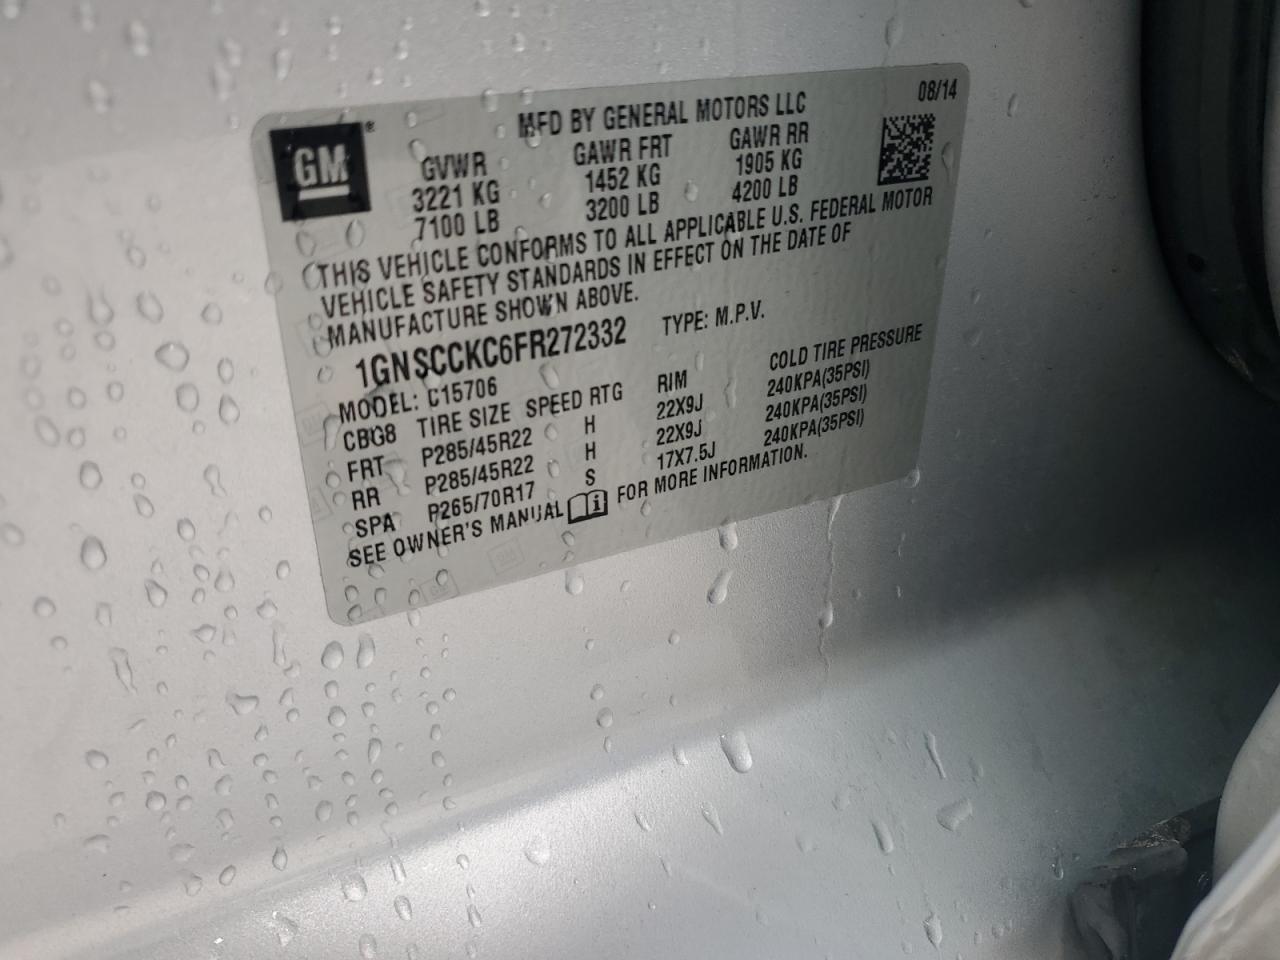 08/14
GM ®
MFD BY GENERAL MOTORS LLC
GVWR GAWR FRT GAWR RR
3221 KG 1452 KG 1905 KG
7100 LB 3200 LB 4200 LB
THIS VEHICLE CONFORMS TO ALL APPLICABLE U.S. FEDERAL MOTOR
VEHICLE SAFETY STANDARDS IN EFFECT ON THE DATE OF
MANUFACTURE SHOWN ABOVE.
1GNSCCKC6FR272332 TYPE: M.P.V.
MODEL: C15706
CBG8 TIRE SIZE SPEED RTG RIM COLD TIRE PRESSURE
FRT P285/45R22 H 22X9J 240KPA(35PSI)
RR P285/45R22 H 22X9J 240KPA(35PSI)
SPA P265/70R17 S 17X7.5J 240KPA(35PSI)
SEE OWNER'S MANUAL i FOR MORE INFORMATION.